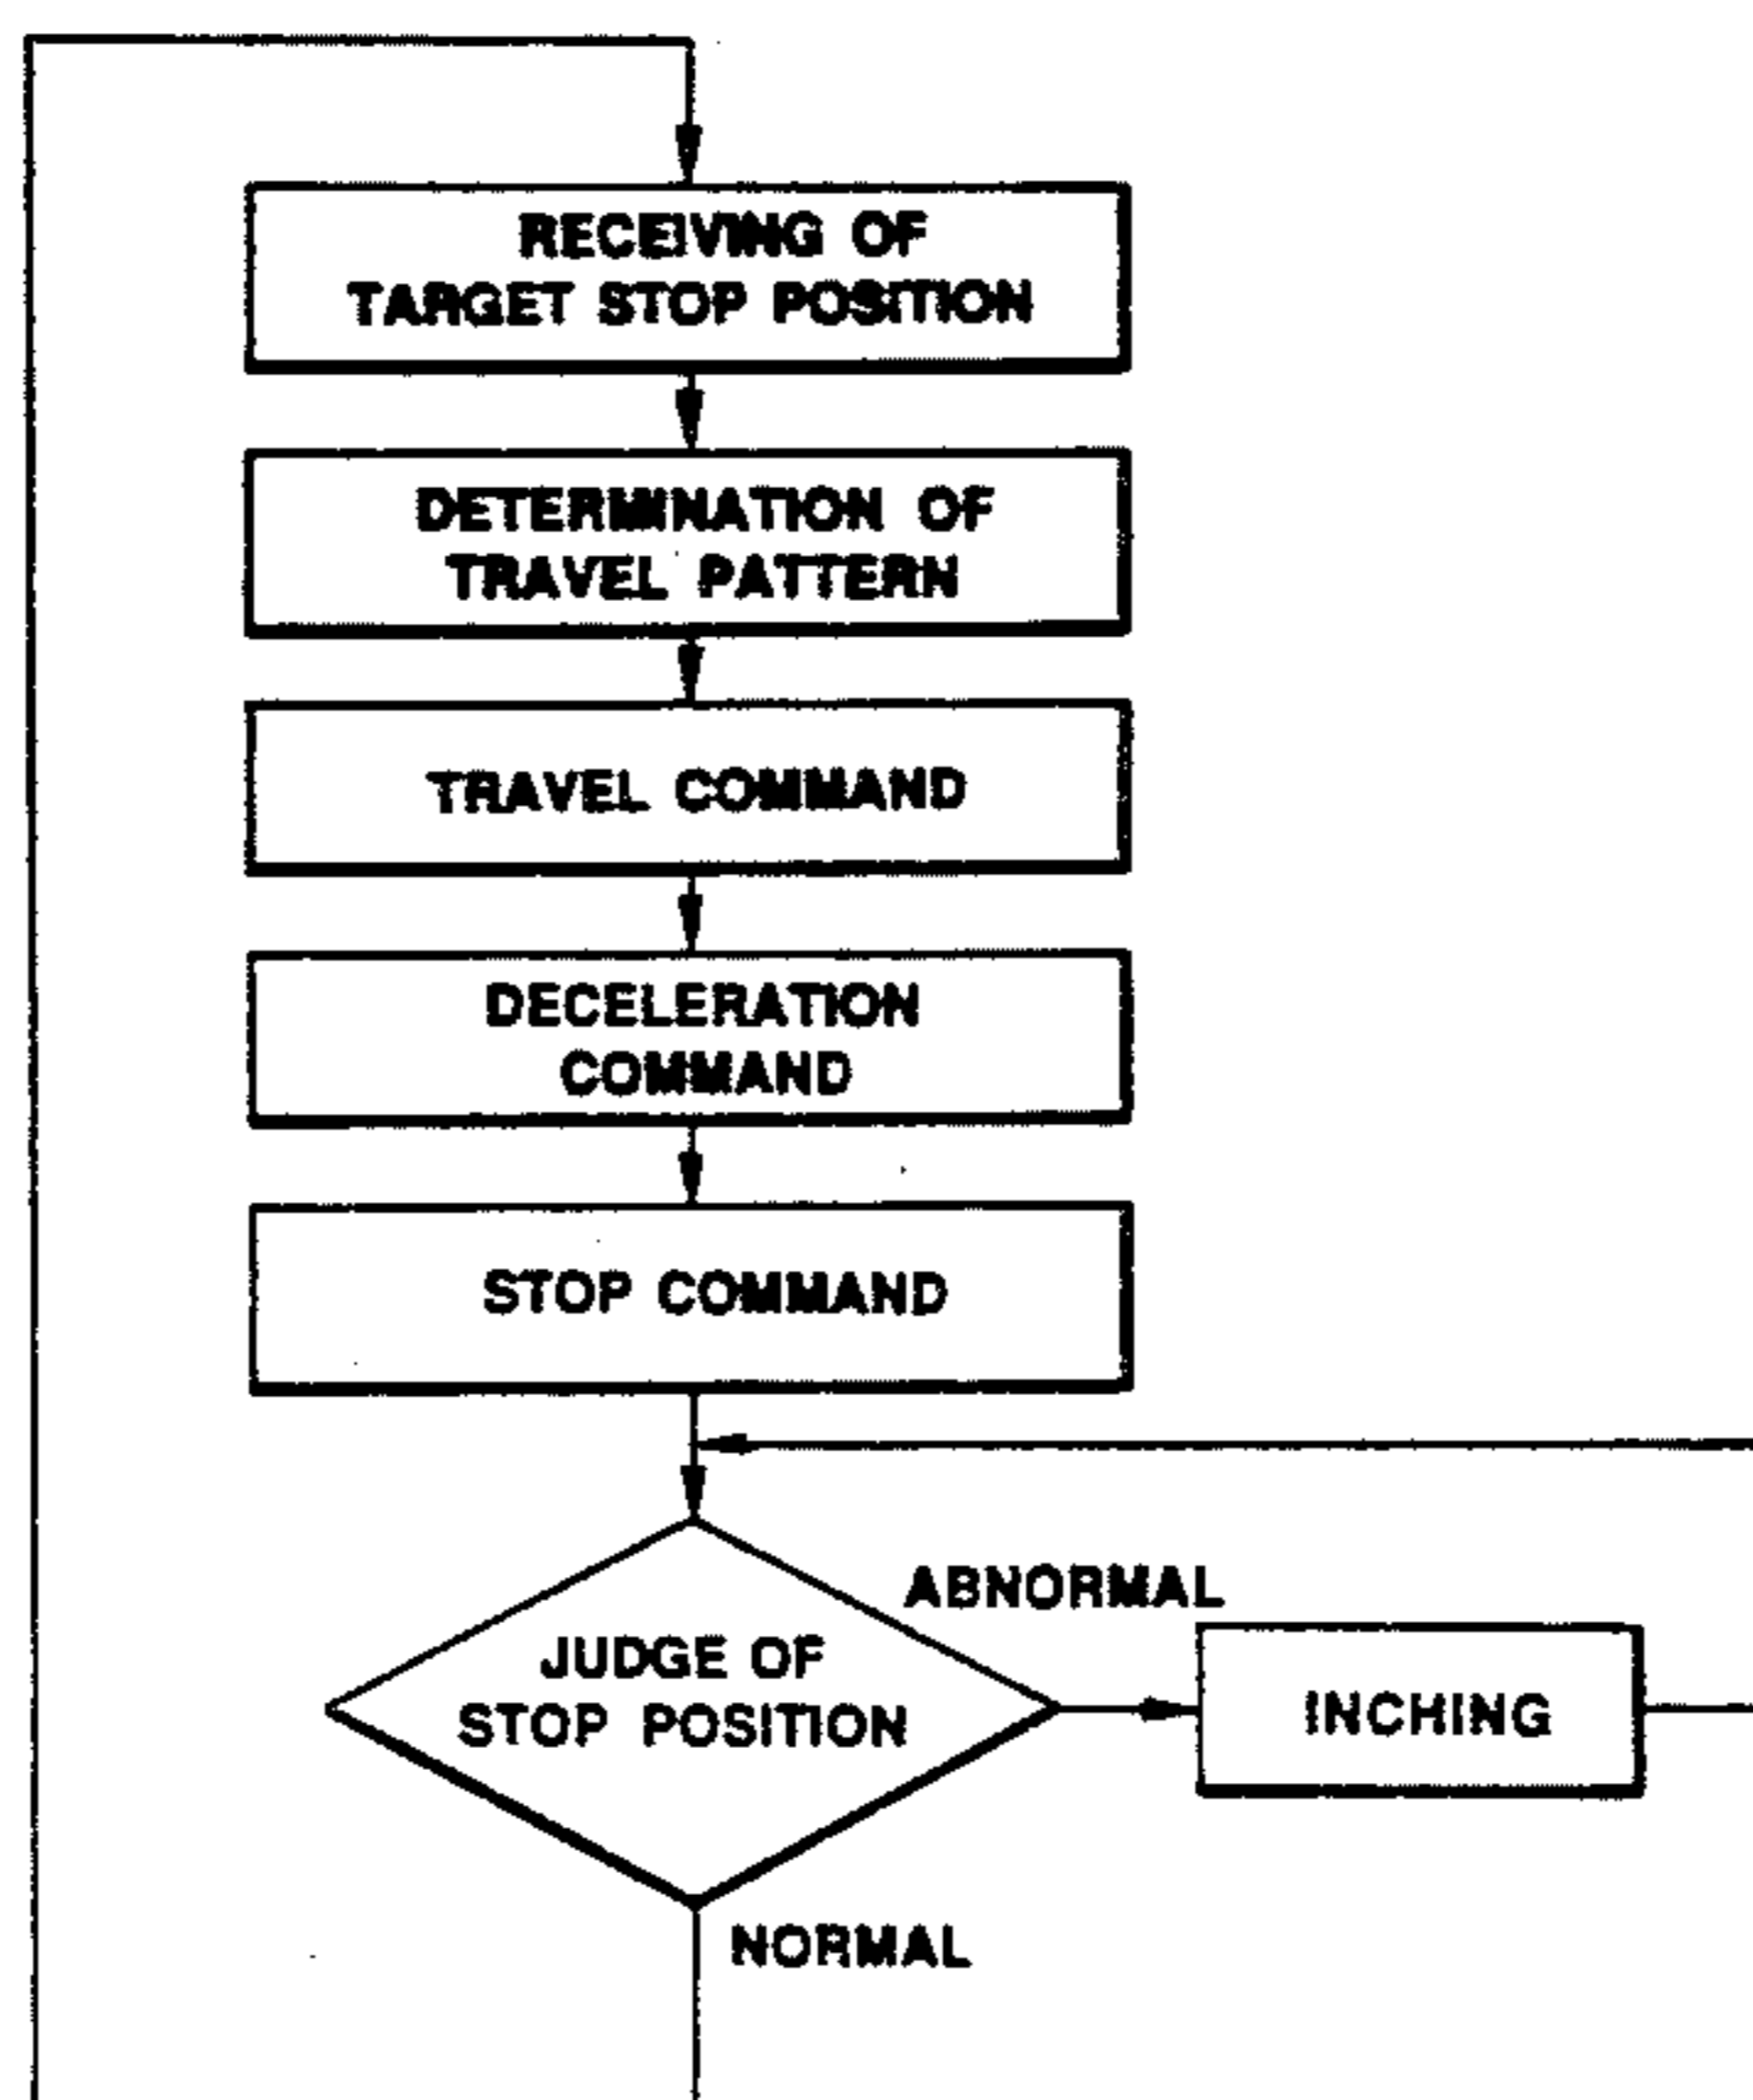 RECEIVING OF
TARGET STOP POSITION
DETERMINATION OF
TRAVEL PATTERN
TRAVEL COMMAND
DECELERATION
COMMAND
STOP COMMAND
ABNORMAL
JUDGE OF
STOP POSITION
INCHING
NORMAL